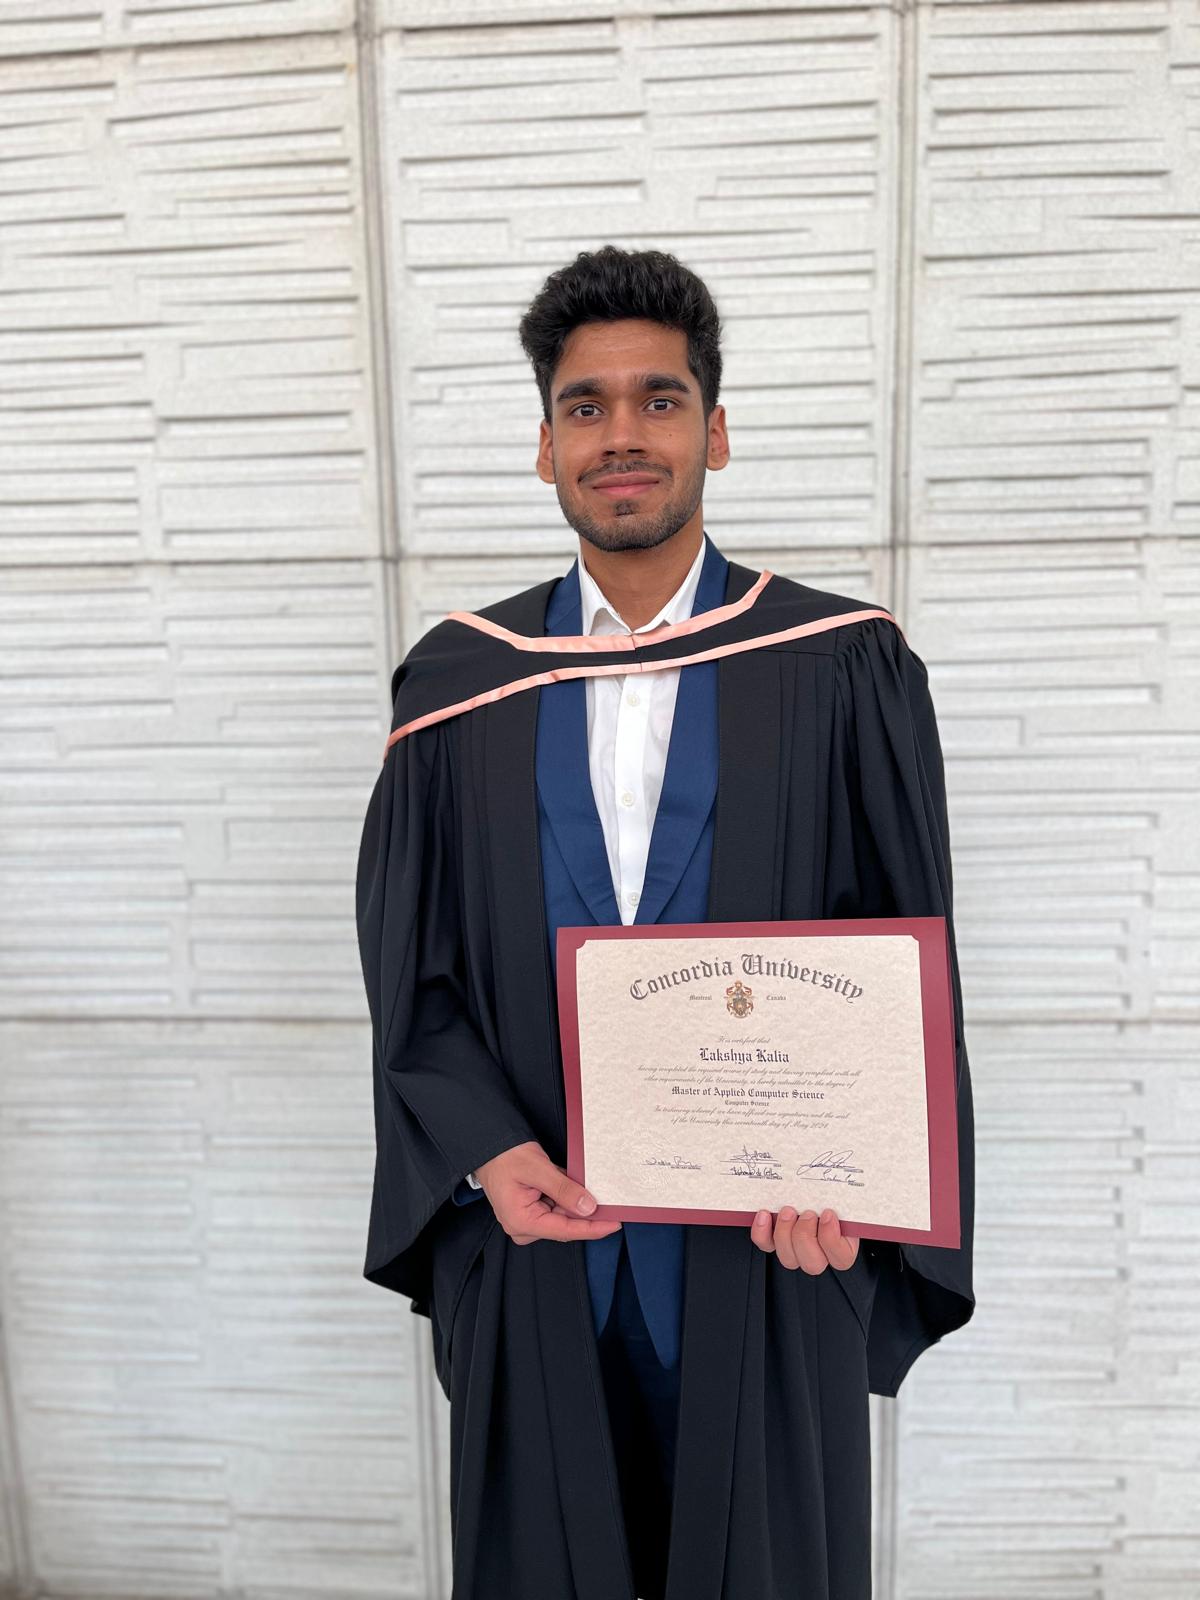 Concordia University
Montreal Canada
It is certified that
Lakshya Kalia
having completed the required course of study and having complied with all
other requirements of the University, is hereby admitted to the degree of
Master of Applied Computer Science
Computer Science
In testimony whereof we have affixed our signatures and the seal
of the University this seventeenth day of May 2024